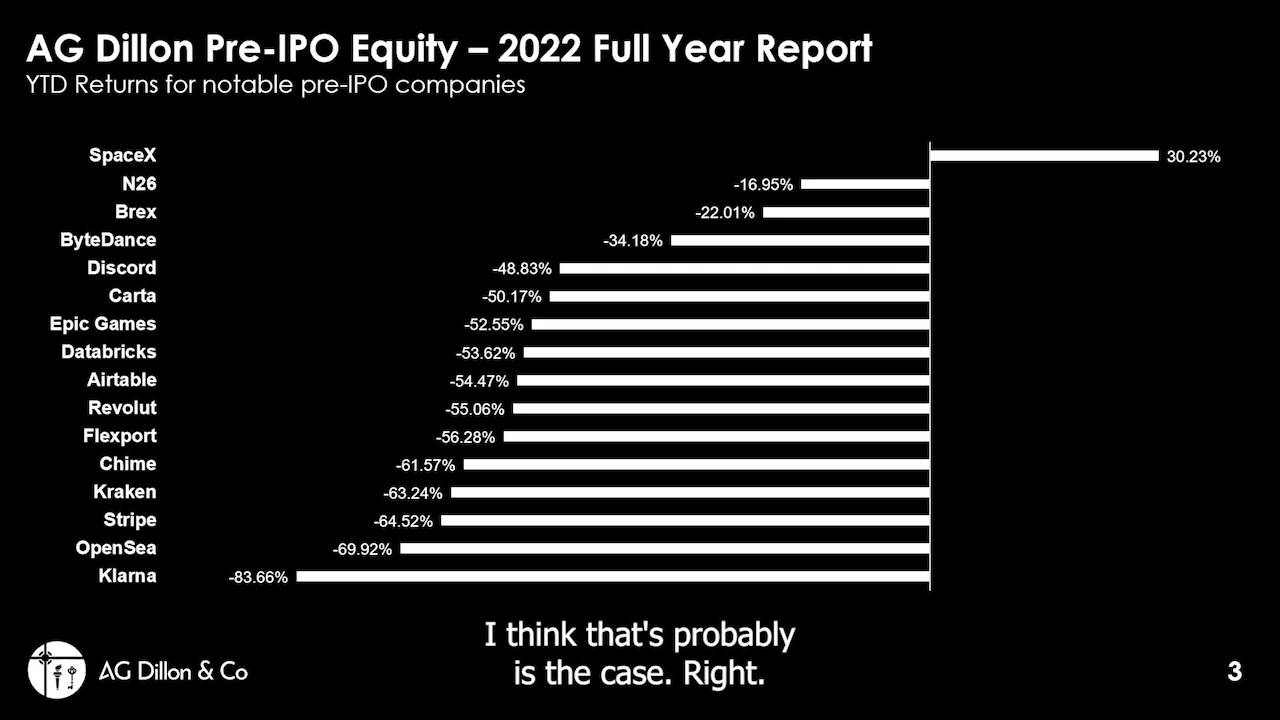 AG Dillon Pre-IPO Equity – 2022 Full Year Report
YTD Returns for notable pre-IPO companies
SpaceX 30.23%
N26 -16.95%
Brex -22.01%
ByteDance -34.18%
Discord -48.83%
Carta -50.17%
Epic Games -52.55%
Databricks -53.62%
Airtable -54.47%
Revolut -55.06%
Flexport -56.28%
Chime -61.57%
Kraken -63.24%
Stripe -64.52%
OpenSea -69.92%
Klarna -83.66%
I think that's probably
is the case. Right.
AG Dillon & Co
3